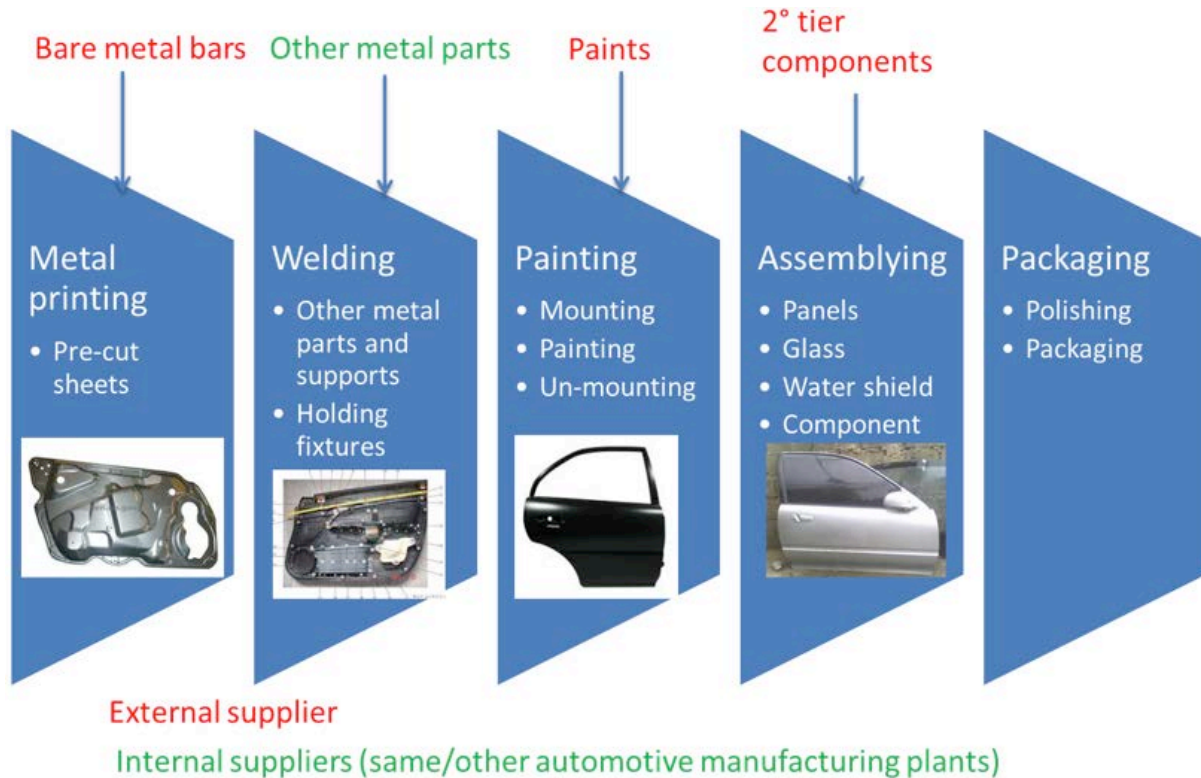 Bare metal bars
Other metal parts
Paints
2° tier
components
Metal
printing
• Pre-cut
sheets
Welding
• Other metal
parts and
supports
• Holding
fixtures
Painting
• Mounting
• Painting
• Un-mounting
Assemblying
• Panels
• Glass
• Water shield
• Component
Packaging
• Polishing
• Packaging
External supplier
Internal suppliers (same/other automotive manufacturing plants)